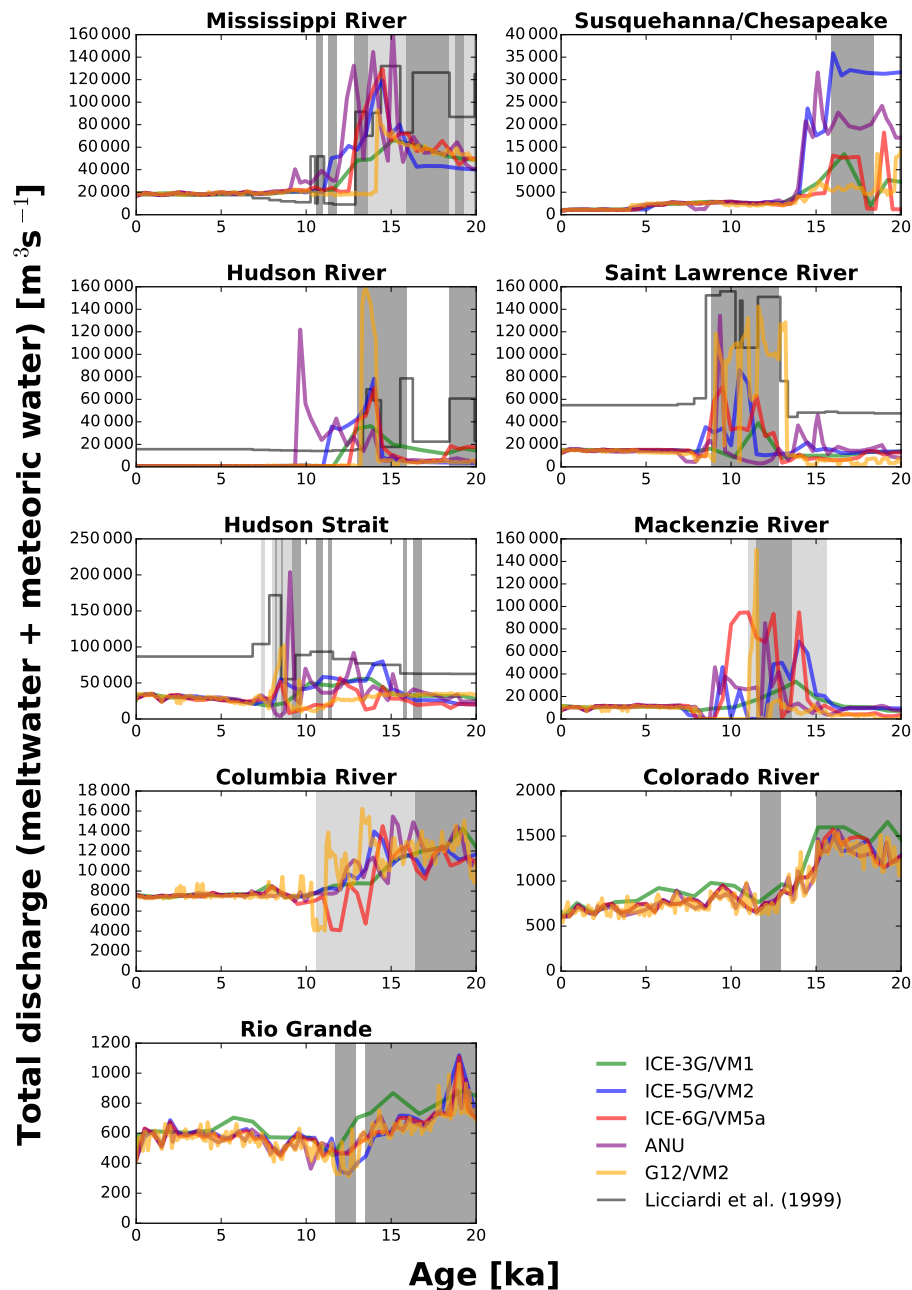 Total discharge (meltwater + meteoric water) [m³s⁻¹]
Mississippi River
160 000
140 000
120 000
100 000
80 000
60 000
40 000
20 000
0
0 5 10 15 20
Susquehanna/Chesapeake
40 000
35 000
30 000
25 000
20 000
15 000
10 000
5000
0
0 5 10 15 20
Hudson River
160 000
140 000
120 000
100 000
80 000
60 000
40 000
20 000
0
0 5 10 15 20
Saint Lawrence River
160 000
140 000
120 000
100 000
80 000
60 000
40 000
20 000
0
0 5 10 15 20
Hudson Strait
250 000
200 000
150 000
100 000
50 000
0
0 5 10 15 20
Mackenzie River
160 000
140 000
120 000
100 000
80 000
60 000
40 000
20 000
0
0 5 10 15 20
Columbia River
18 000
16 000
14 000
12 000
10 000
8000
6000
4000
2000
0
0 5 10 15 20
Colorado River
2000
1500
1000
500
0
0 5 10 15 20
Rio Grande
1200
1000
800
600
400
200
0
0 5 10 15 20
ICE-3G/VM1
ICE-5G/VM2
ICE-6G/VM5a
ANU
G12/VM2
Licciardi et al. (1999)
Age [ka]